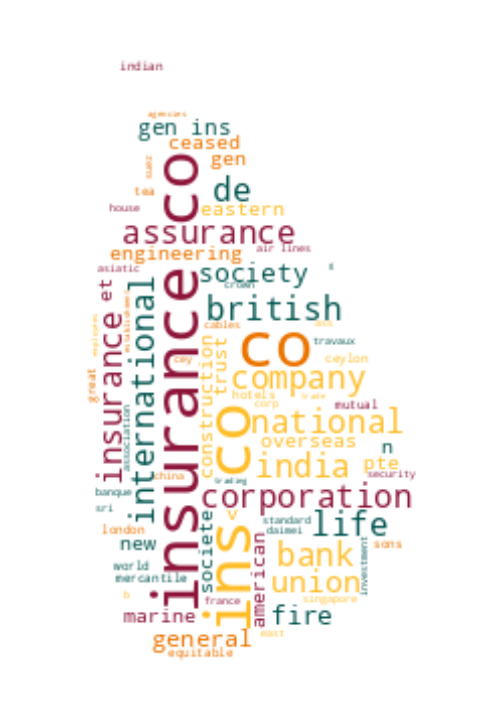 indian
agencies
gen ins
ceased
gen
tea
de
house
eastern
assurance
air lines
engineering
asiatic
society
crown
insurance co
insurance et
international
british
cables
co
travaux
cey
construction
trust
ceylon
company
great
hotels
corp
trade
mutual
association
establishment
national
overseas
n
india
pte
china
security
trading
ins co
banque
corporation
sri
v
standard
life
london
daimei
new
societe
american
sons
bank
investment
world
mercantile
union
b
france
singapore
marine
fire
general
east
equitable